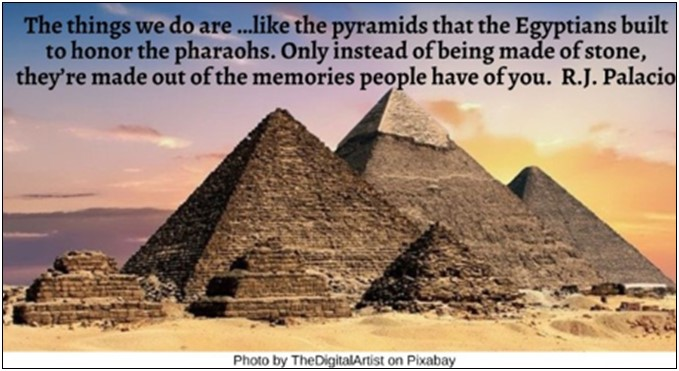 The things we do are ...like the pyramids that the Egyptians built
to honor the pharaohs. Only instead of being made of stone,
they're made out of the memories people have of you.  R.J. Palacio
Photo by TheDigitalArtist on Pixabay